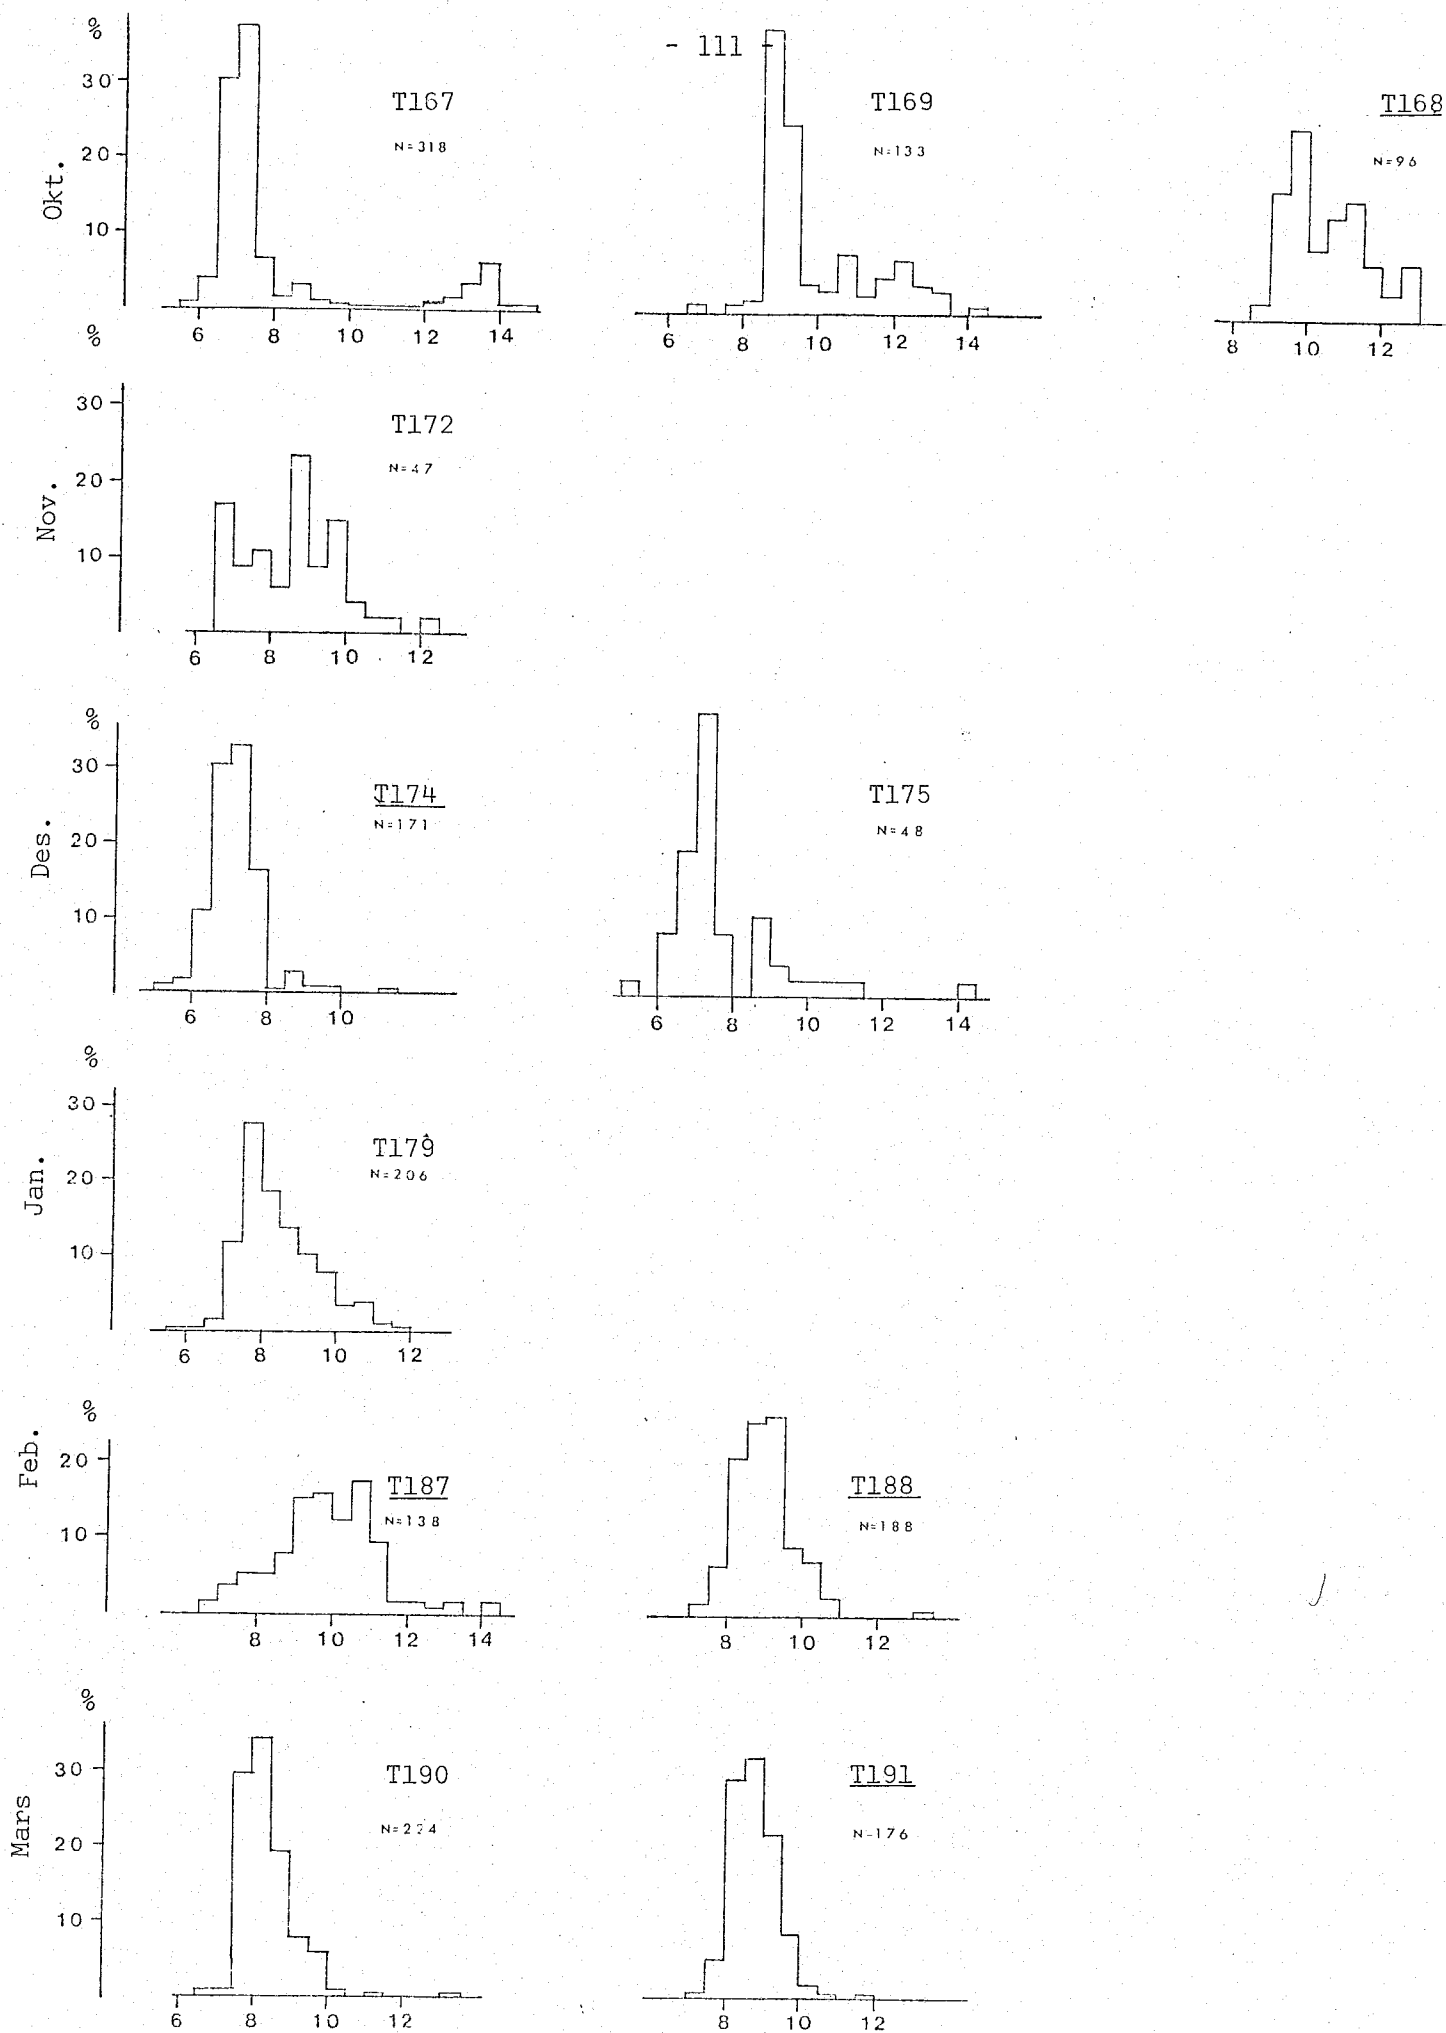 - 111 -
%
30
20
10
Okt.
T167
N=318
6 8 10 12 14
T169
N=133
6 8 10 12 14
T168
N=96
8 10 12
%
30
20
10
Nov.
T172
N=47
6 8 10 12
%
30
20
10
Des.
T174
N=171
6 8 10
T175
N=48
6 8 10 12 14
%
30
20
10
Jan.
T179
N=206
6 8 10 12
%
20
10
Feb.
T187
N=138
8 10 12 14
T188
N=188
8 10 12
%
30
20
10
Mars
T190
6 8 10 12
T191
N=176
8 10 12